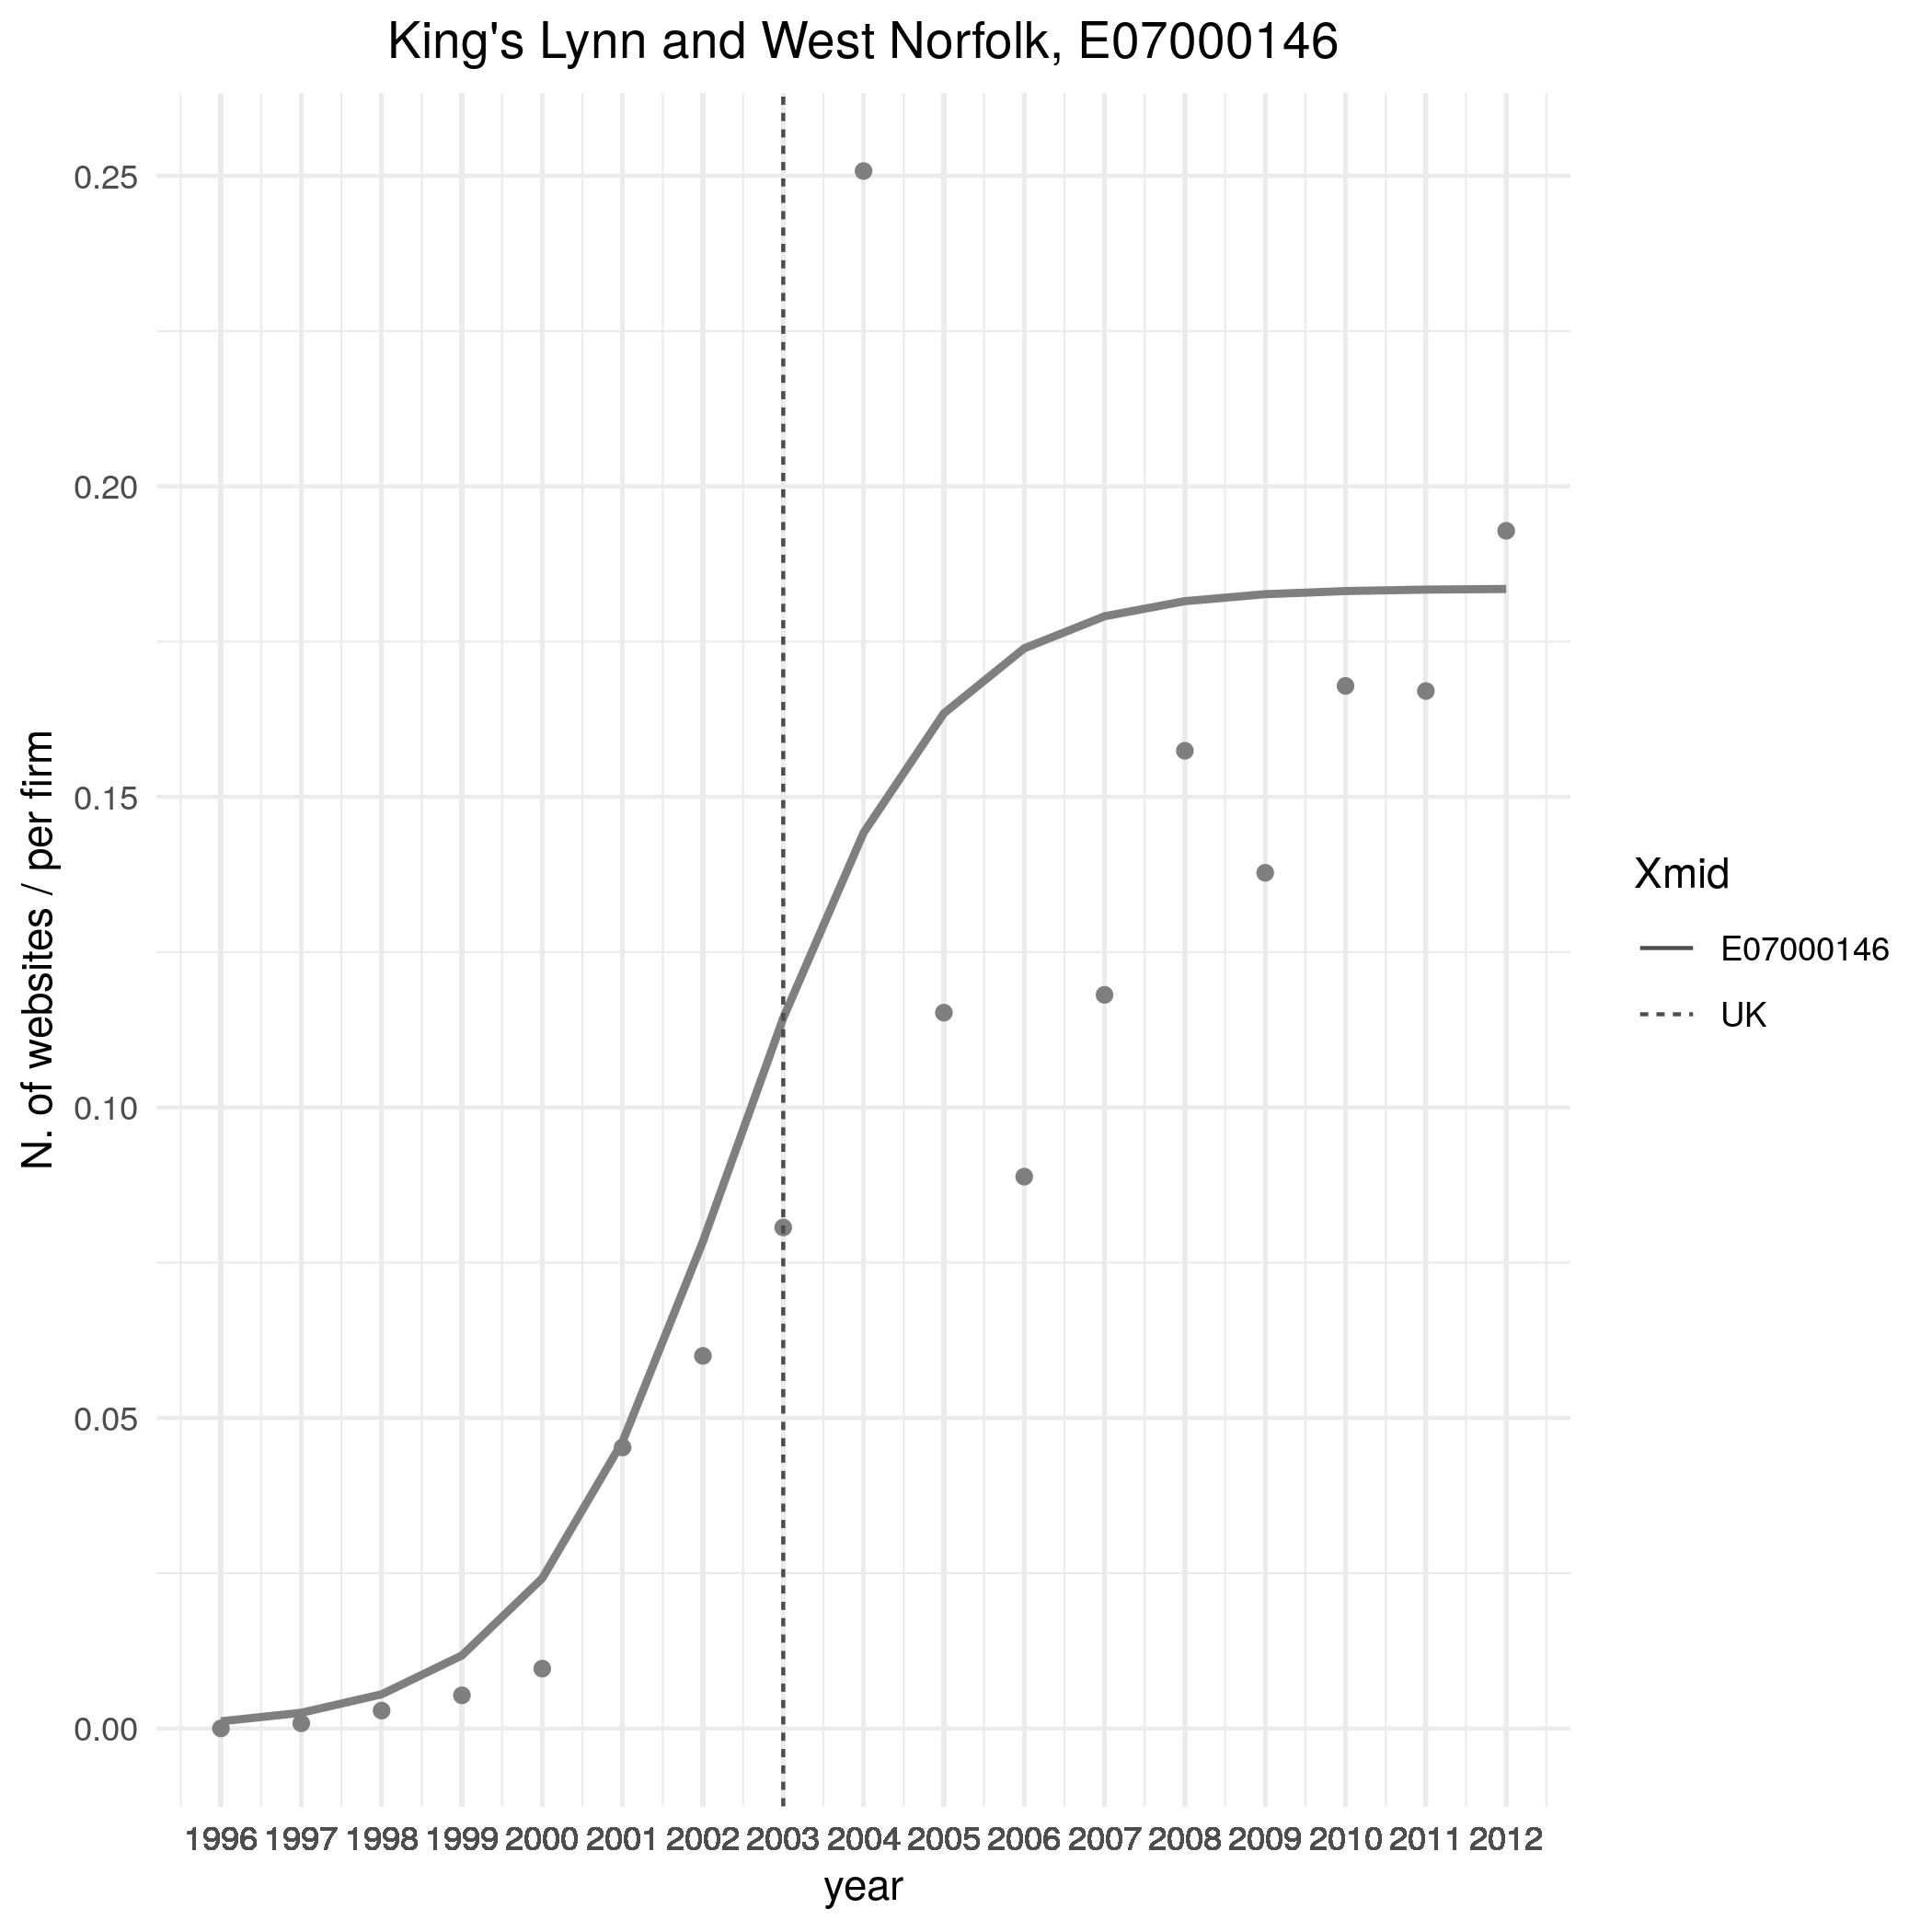 King's Lynn and West Norfolk, E07000146
N. of websites / per firm
0.25
0.20
0.15
0.10
0.05
0.00
1996 1997 1998 1999 2000 2001 2002 2003 2004 2005 2006 2007 2008 2009 2010 2011 2012
year
Xmid
E07000146
UK